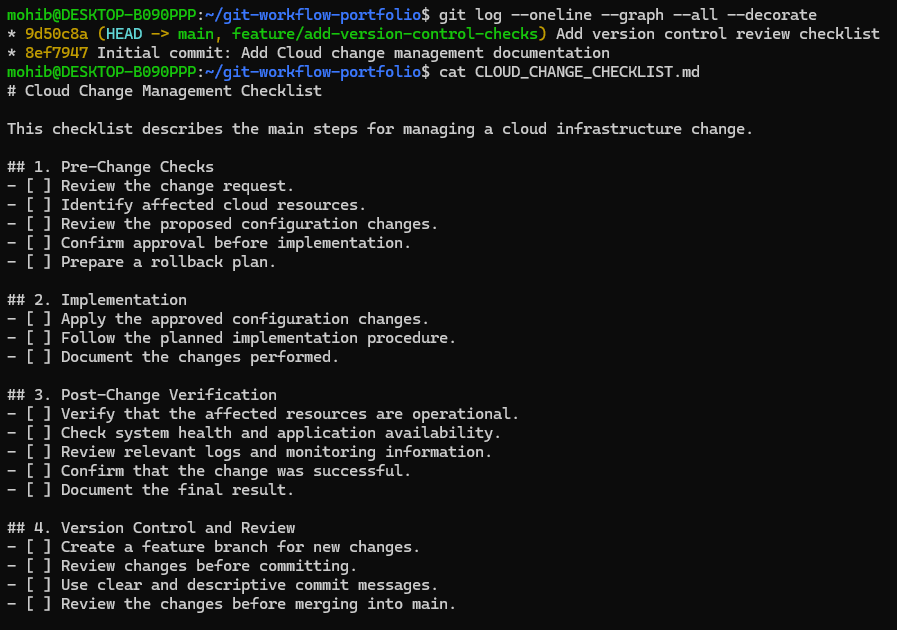 mohib@DESKTOP-B090PPP:~/git-workflow-portfolio$ git log --oneline --graph --all --decorate
* 9d50c8a (HEAD -> main, feature/add-version-control-checks) Add version control review checklist
* 8ef7947 Initial commit: Add Cloud change management documentation
mohib@DESKTOP-B090PPP:~/git-workflow-portfolio$ cat CLOUD_CHANGE_CHECKLIST.md
# Cloud Change Management Checklist

This checklist describes the main steps for managing a cloud infrastructure change.

## 1. Pre-Change Checks
- [ ] Review the change request.
- [ ] Identify affected cloud resources.
- [ ] Review the proposed configuration changes.
- [ ] Confirm approval before implementation.
- [ ] Prepare a rollback plan.

## 2. Implementation
- [ ] Apply the approved configuration changes.
- [ ] Follow the planned implementation procedure.
- [ ] Document the changes performed.

## 3. Post-Change Verification
- [ ] Verify that the affected resources are operational.
- [ ] Check system health and application availability.
- [ ] Review relevant logs and monitoring information.
- [ ] Confirm that the change was successful.
- [ ] Document the final result.

## 4. Version Control and Review
- [ ] Create a feature branch for new changes.
- [ ] Review changes before committing.
- [ ] Use clear and descriptive commit messages.
- [ ] Review the changes before merging into main.